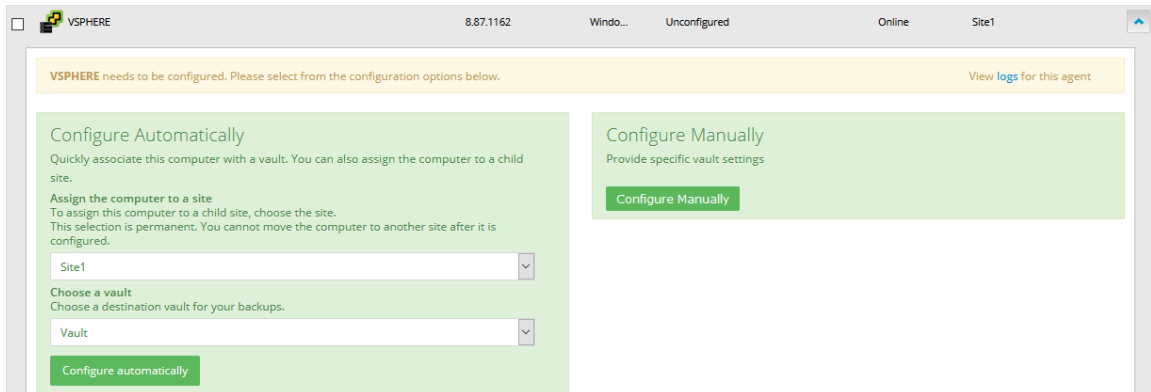 VSPHERE 8.87.1162 Windo... Unconfigured Online Site1
VSPHERE needs to be configured. Please select from the configuration options below. View logs for this agent
Configure Automatically
Quickly associate this computer with a vault. You can also assign the computer to a child
site.
Assign the computer to a site
To assign this computer to a child site, choose the site.
This selection is permanent. You cannot move the computer to another site after it is
configured.
Site1
Choose a vault
Choose a destination vault for your backups.
Vault
Configure automatically
Configure Manually
Provide specific vault settings
Configure Manually